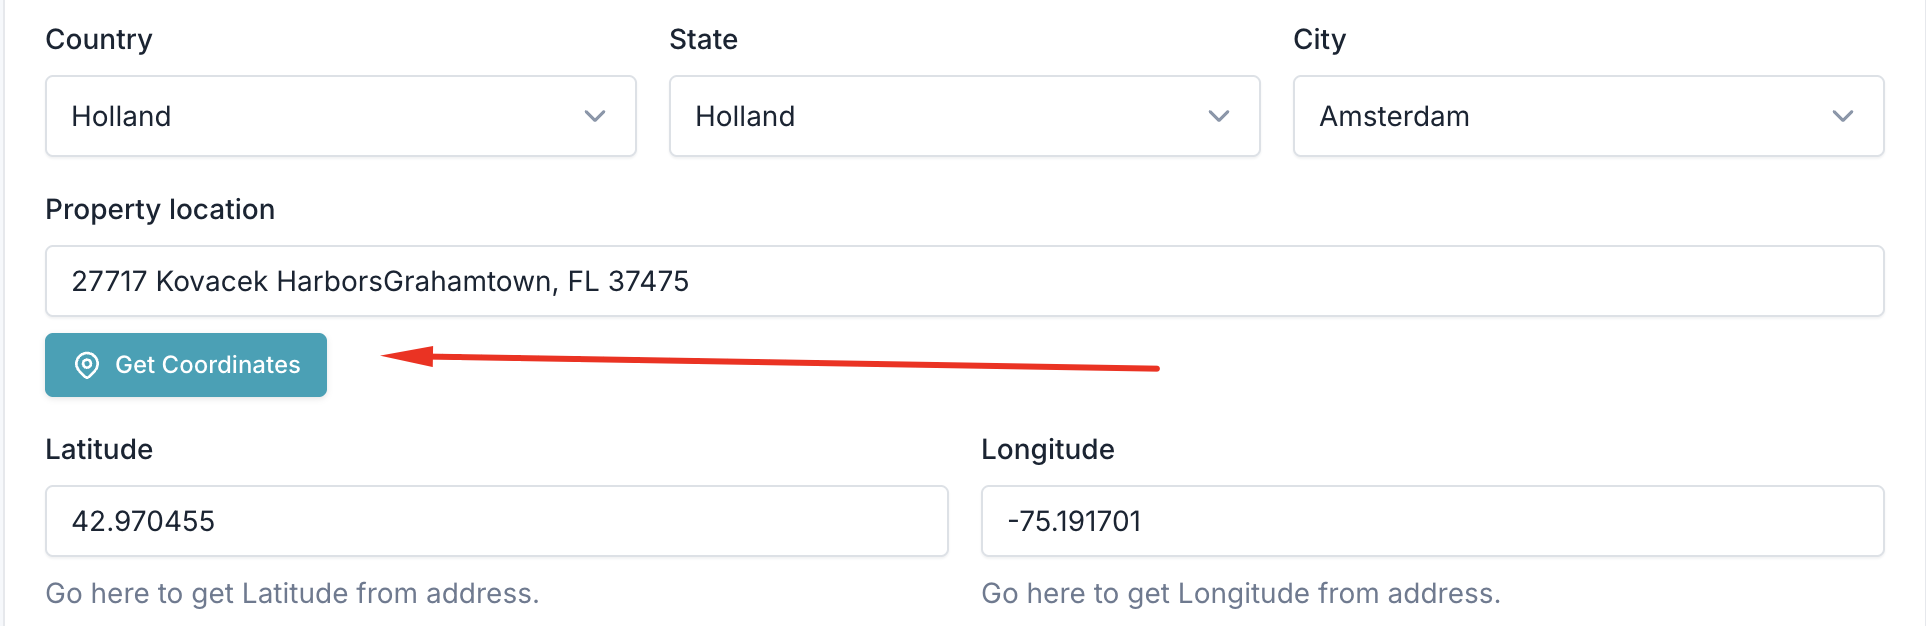 Country State City
Holland Holland Amsterdam
Property location
27717 Kovacek HarborsGrahamtown, FL 37475
Get Coordinates
Latitude Longitude
42.970455 -75.191701
Go here to get Latitude from address. Go here to get Longitude from address.